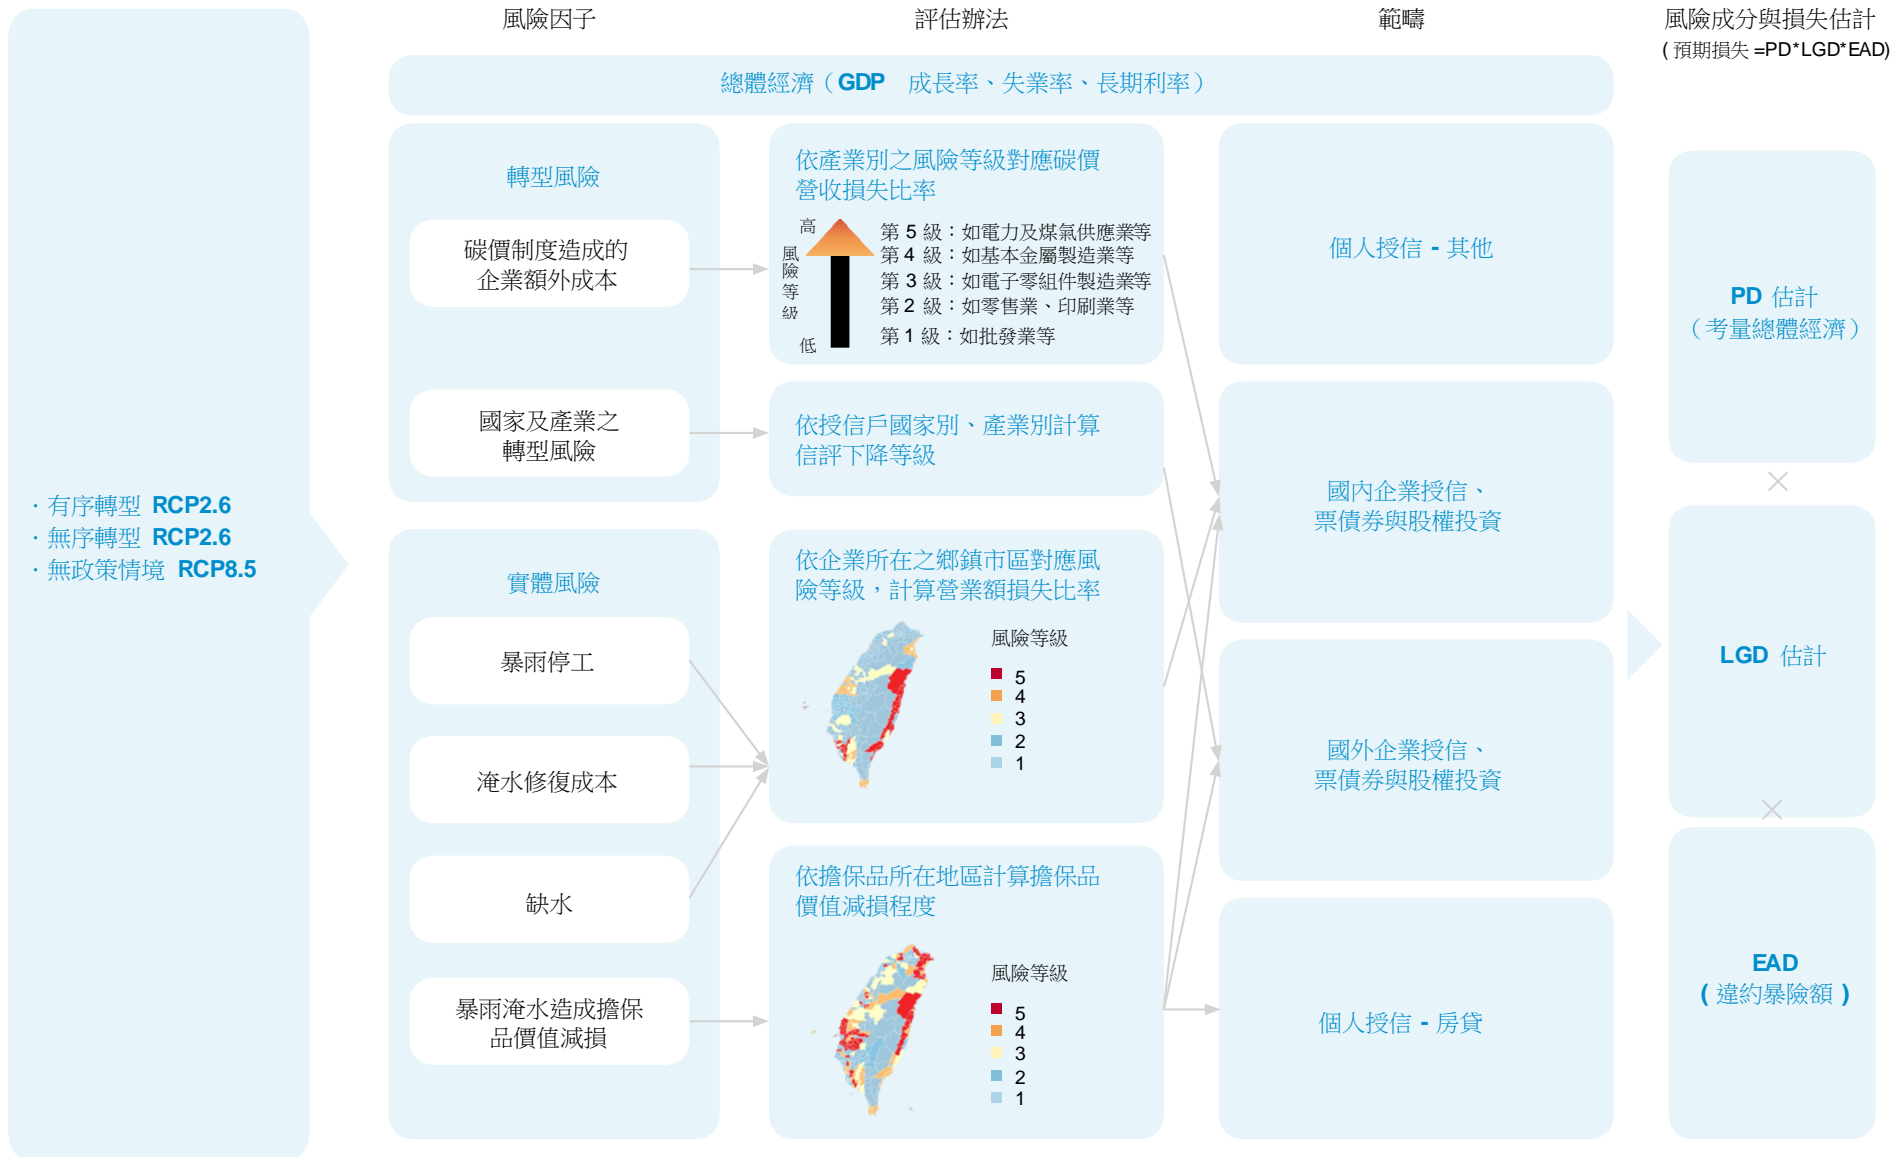 風險因子
評估辦法
範疇
風險成分與損失估計
( 預期損失 =PD*LGD*EAD)
總體經濟（GDP 成長率、失業率、長期利率）
· 有序轉型 RCP2.6
· 無序轉型 RCP2.6
· 無政策情境 RCP8.5
轉型風險
碳價制度造成的
企業額外成本
國家及產業之
轉型風險
實體風險
暴雨停工
淹水修復成本
缺水
暴雨淹水造成擔保
品價值減損
依產業別之風險等級對應碳價
營收損失比率
高
風險等級
低
第 5 級：如電力及煤氣供應業等
第 4 級：如基本金屬製造業等
第 3 級：如電子零組件製造業等
第 2 級：如零售業、印刷業等
第 1 級：如批發業等
依授信戶國家別、產業別計算
信評下降等級
依企業所在之鄉鎮市區對應風
險等級，計算營業額損失比率
風險等級
5
4
3
2
1
依擔保品所在地區計算擔保品
價值減損程度
風險等級
5
4
3
2
1
個人授信 - 其他
國內企業授信、
票債券與股權投資
國外企業授信、
票債券與股權投資
個人授信 - 房貸
PD 估計
（考量總體經濟）
×
LGD 估計
×
EAD
( 違約暴險額 )